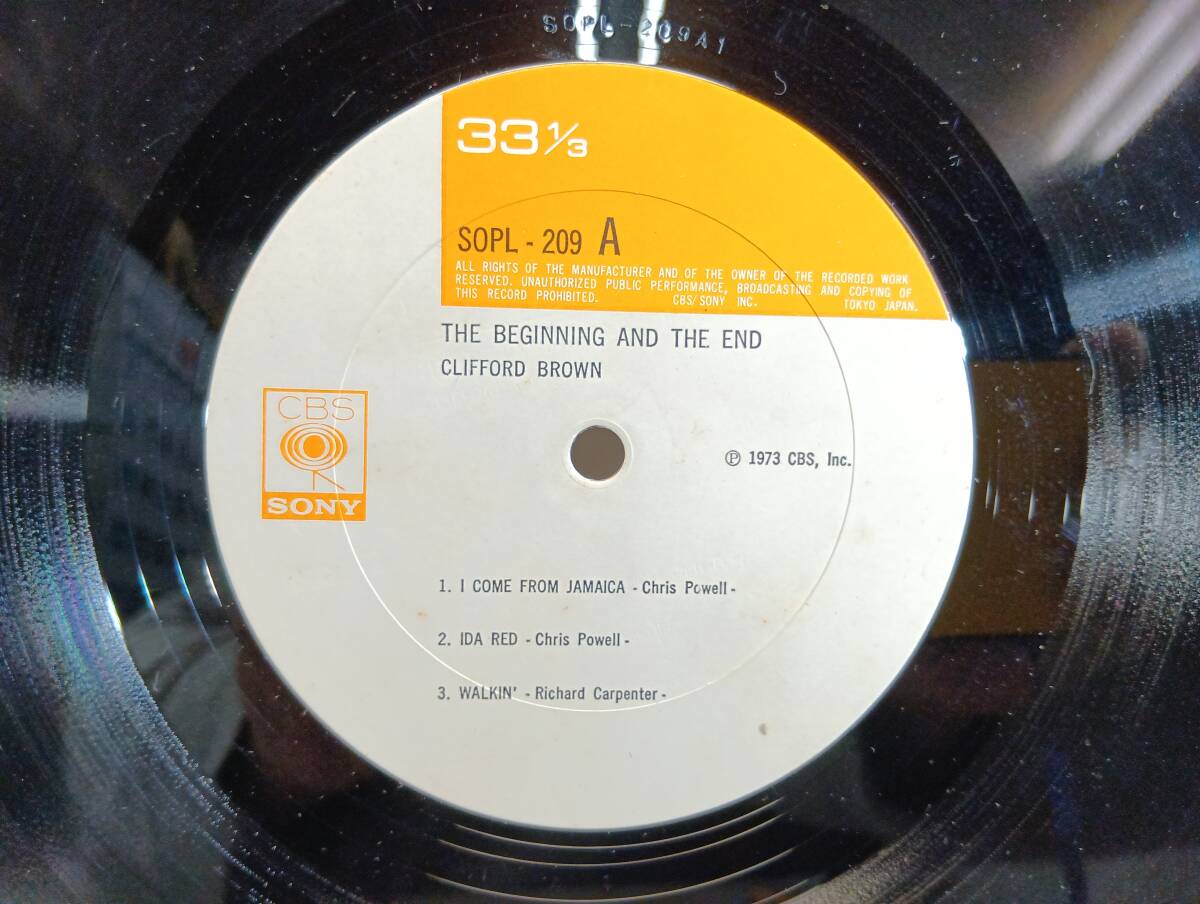 SOPL-209A1
33 1/3
SOPL - 209 A
ALL RIGHTS OF THE MANUFACTURER AND OF THE OWNER OF THE RECORDED WORK
RESERVED. UNAUTHORIZED PUBLIC PERFORMANCE, BROADCASTING AND COPYING OF
THIS RECORD PROHIBITED. CBS/SONY INC. TOKYO JAPAN.
THE BEGINNING AND THE END
CLIFFORD BROWN
CBS
SONY
Ⓟ 1973 CBS, Inc.
1. I COME FROM JAMAICA - Chris Powell -
2. IDA RED - Chris Powell -
3. WALKIN' - Richard Carpenter -